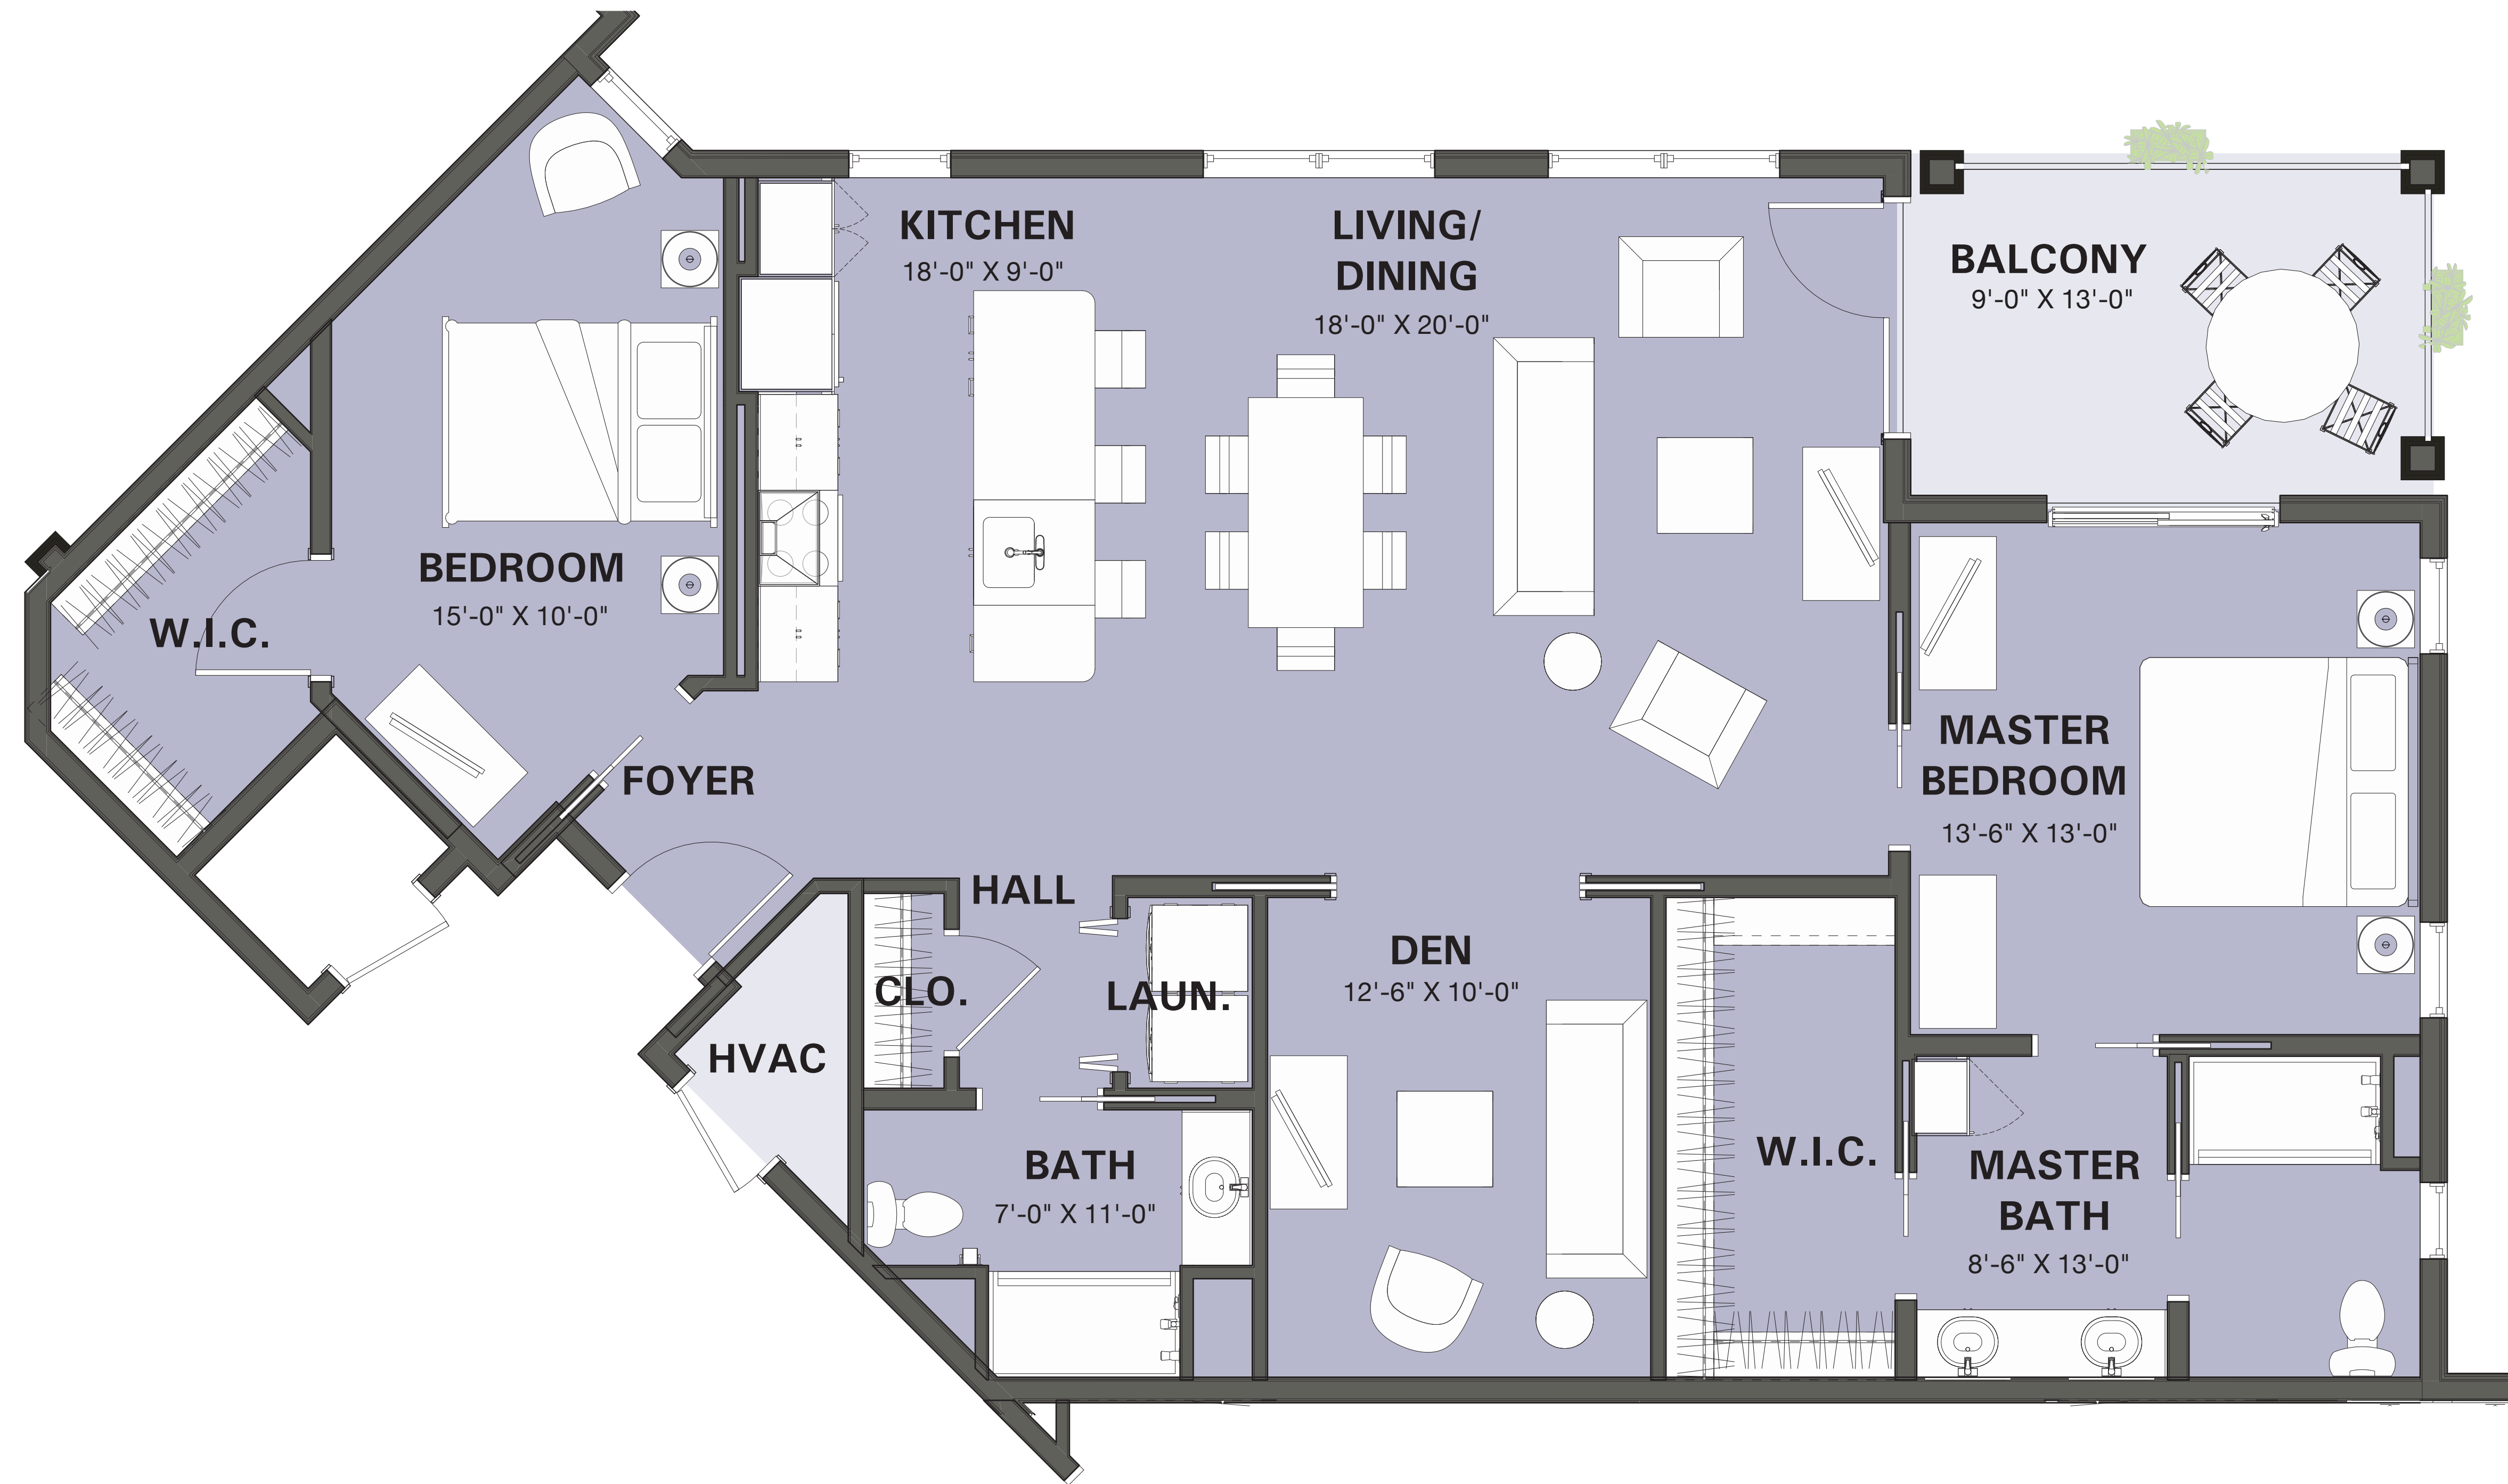 KITCHEN
18'-0" X 9'-0"
LIVING/
DINING
18'-0" X 20'-0"
BALCONY
9'-0" X 13'-0"
BEDROOM
15'-0" X 10'-0"
W.I.C.
FOYER
MASTER
BEDROOM
13'-6" X 13'-0"
HALL
DEN
12'-6" X 10'-0"
CLO.
LAUN.
HVAC
BATH
7'-0" X 11'-0"
W.I.C.
MASTER
BATH
8'-6" X 13'-0"